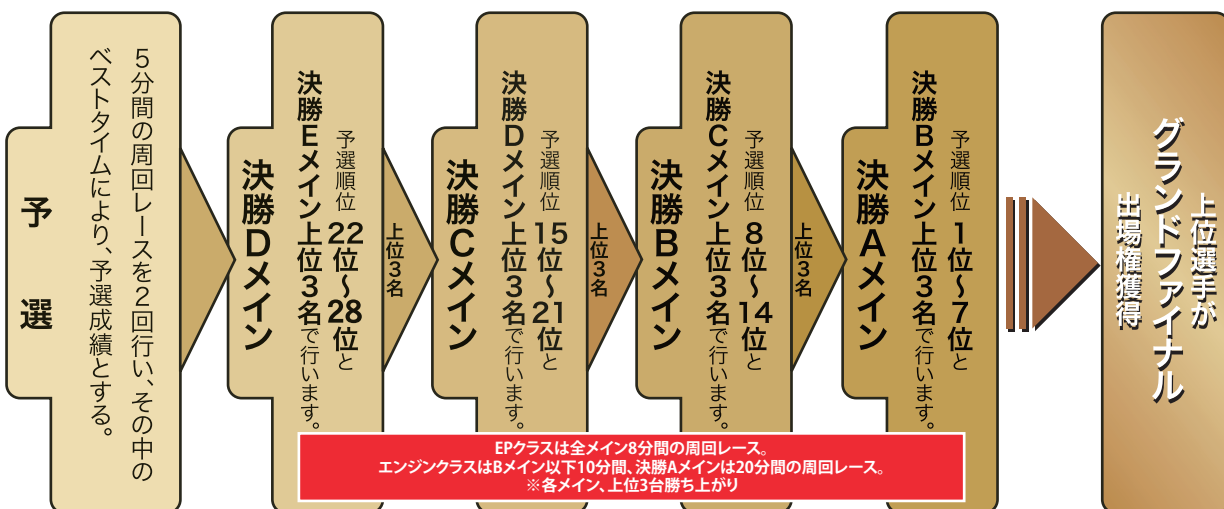 予選
5分間の周回レースを2回行い、その中の
ベストタイムにより、予選成績とする。
決勝Dメイン
予選順位 22位〜28位と
決勝Eメイン上位3名で行います。
上位3名
決勝Cメイン
予選順位 15位〜21位と
決勝Dメイン上位3名で行います。
上位3名
決勝Bメイン
予選順位 8位〜14位と
決勝Cメイン上位3名で行います。
上位3名
決勝Aメイン
予選順位 1位〜7位と
決勝Bメイン上位3名で行います。
上位選手が
グランドファイナル
出場権獲得
EPクラスは全メイン8分間の周回レース。
エンジンクラスはBメイン以下10分間、決勝Aメインは20分間の周回レース。
※各メイン、上位3台勝ち上がり